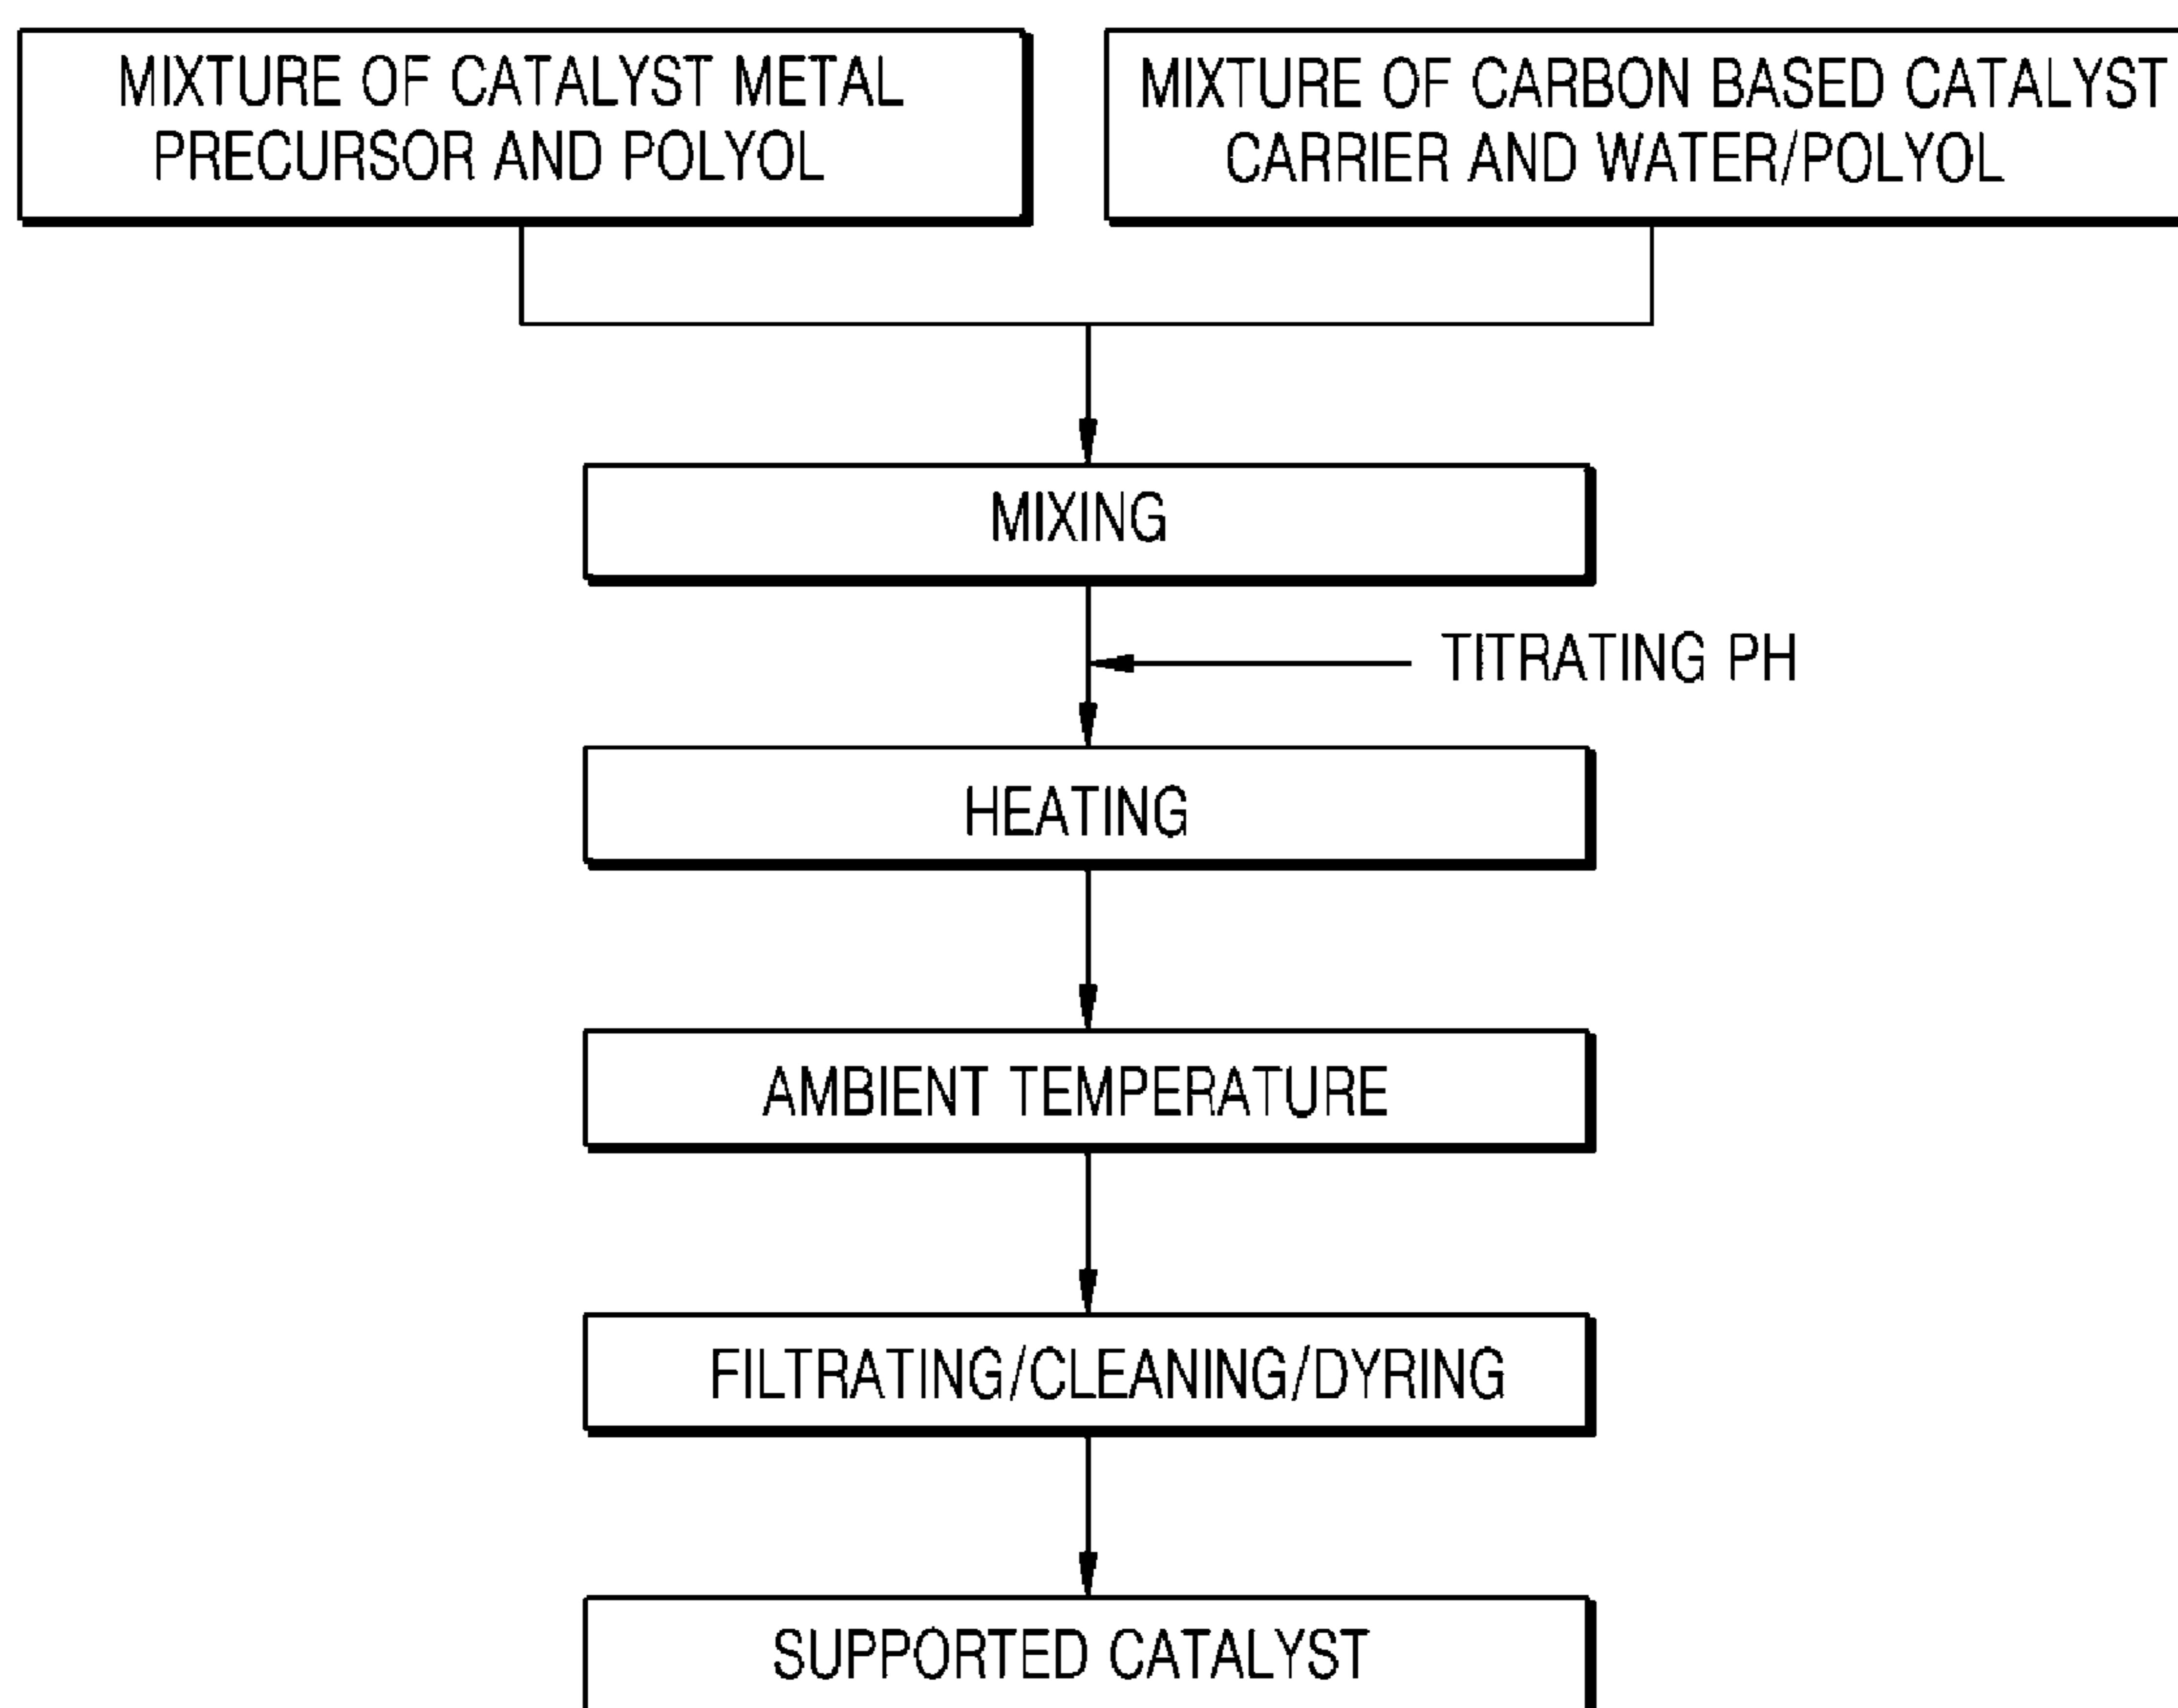 MIXTURE OF CATALYST METAL
PRECURSOR AND POLYOL
MIXTURE OF CARBON BASED CATALYST
CARRIER AND WATER/POLYOL
MIXING
TITRATING PH
HEATING
AMBIENT TEMPERATURE
FILTRATING/CLEANING/DYRING
SUPPORTED CATALYST